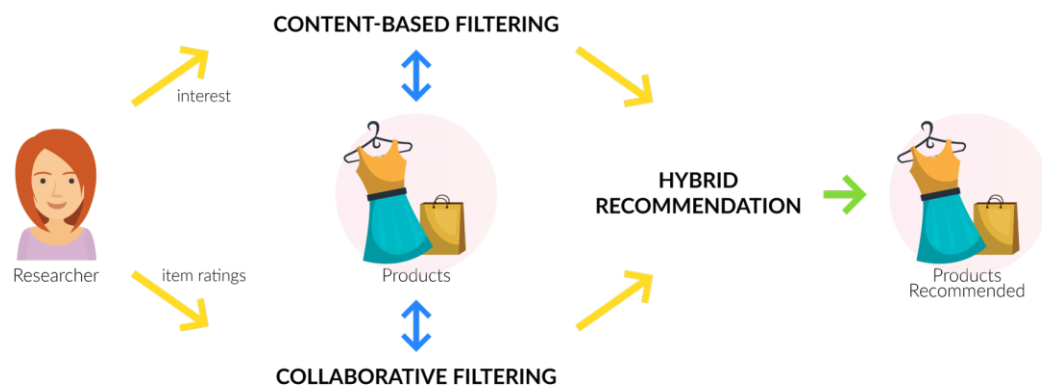 CONTENT-BASED FILTERING
interest
HYBRID
RECOMMENDATION
Researcher
item ratings
Products
Products
Recommended
COLLABORATIVE FILTERING